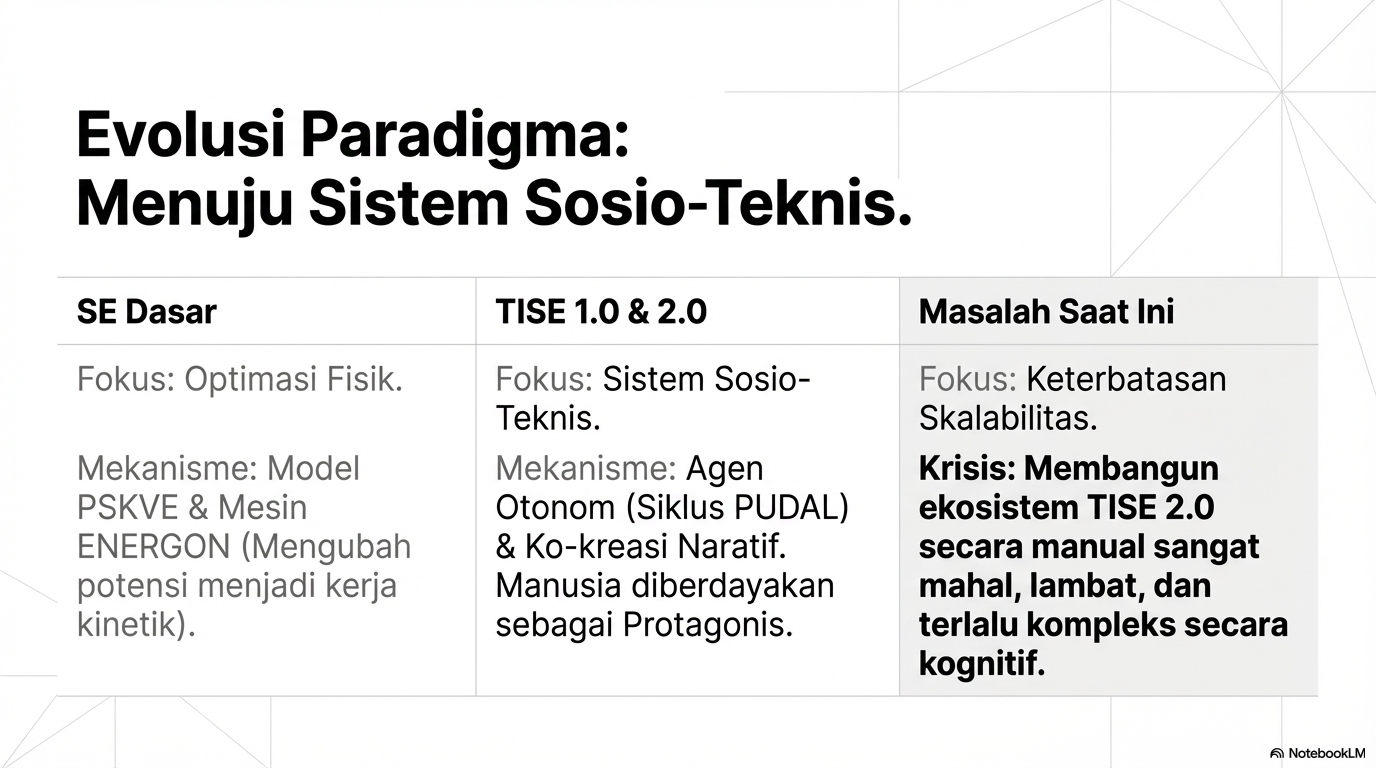 Evolusi Paradigma:
Menuju Sistem Sosio-Teknis.
SE Dasar
Fokus: Optimasi Fisik.
Mekanisme: Model
PSKVE & Mesin
ENERGON (Mengubah
potensi menjadi kerja
kinetik).
TISE 1.0 & 2.0
Fokus: Sistem Sosio-
Teknis.
Mekanisme: Agen
Otonom (Siklus PUDAL)
& Ko-kreasi Naratif.
Manusia diberdayakan
sebagai Protagonis.
Masalah Saat Ini
Fokus: Keterbatasan
Skalabilitas.
Krisis: Membangun
ekosistem TISE 2.0
secara manual sangat
mahal, lambat, dan
terlalu kompleks secara
kognitif.
NotebookLM